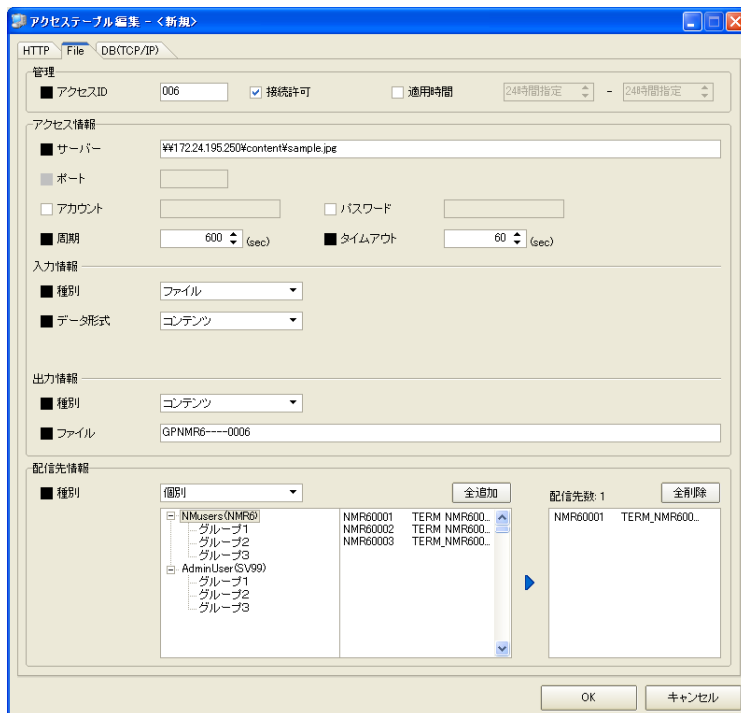 アクセステーブル編集 - <新規>
HTTP File DB(TCP/IP)
管理
アクセスID 006 接続許可 適用時間 24時間指定 - 24時間指定
アクセス情報
サーバー ¥¥172.24.195.250¥content¥sample.jpg
ポート
アカウント パスワード
周期 600 (sec) タイムアウト 60 (sec)
入力情報
種別 ファイル
データ形式 コンテンツ
出力情報
種別 コンテンツ
ファイル GPNMR6----0006
配信先情報
種別 個別 全追加 配信先数: 1 全削除
NMusers(NMR6) NMR60001 TERM_NMR600... NMR60001 TERM_NMR600...
グループ1 NMR60002 TERM_NMR600...
グループ2 NMR60003 TERM_NMR600...
グループ3
AdminUser(SV99)
グループ1
グループ2
グループ3
OK キャンセル